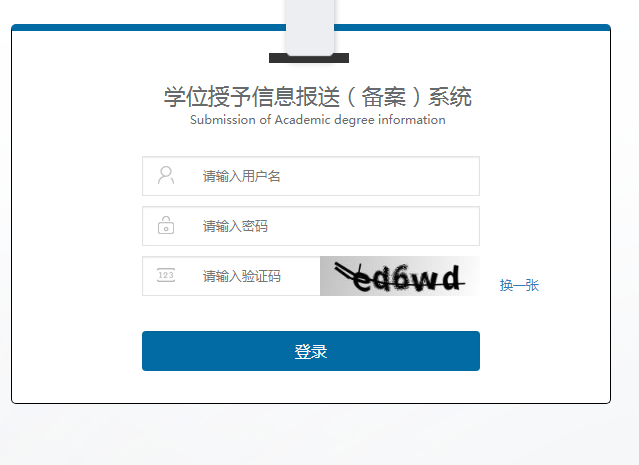 学位授予信息报送（备案）系统
Submission of Academic degree information
请输入用户名
请输入密码
123
请输入验证码
ed6wd
换一张
登录